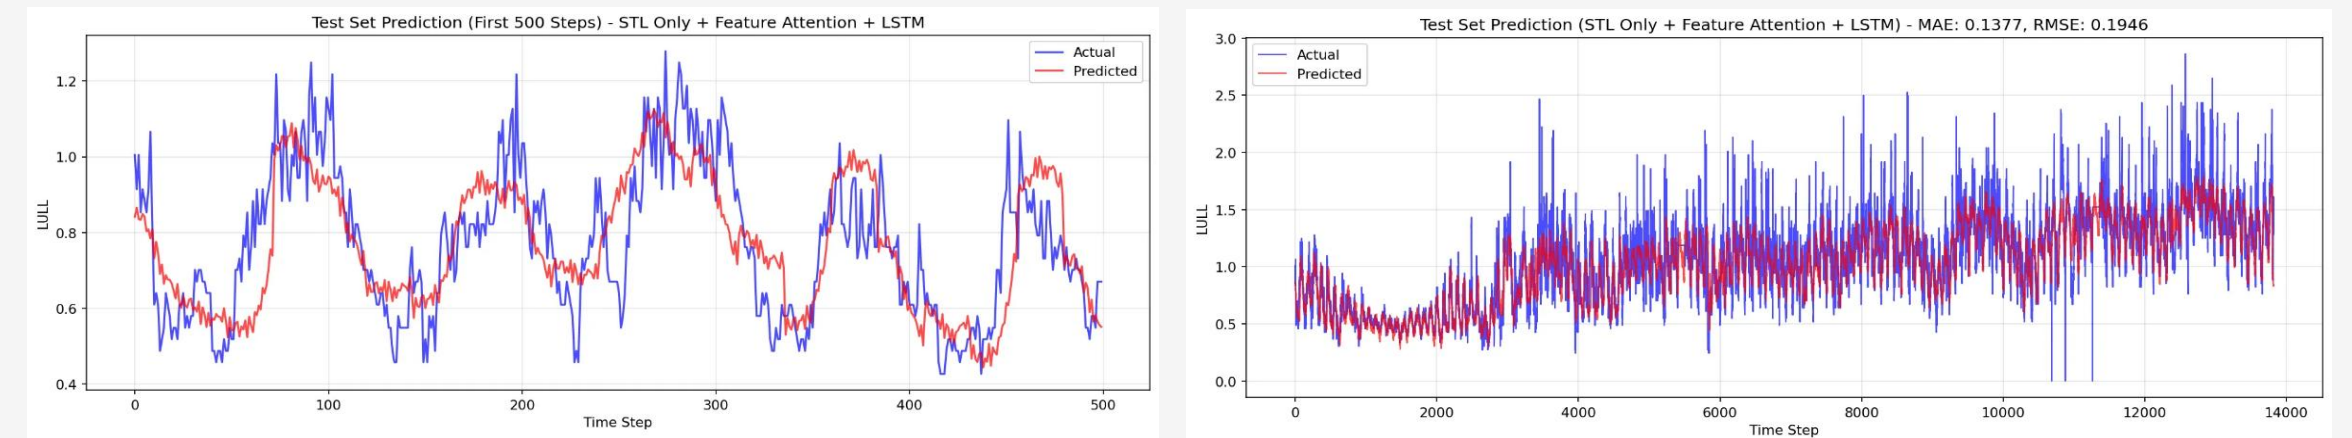 Test Set Prediction (First 500 Steps) - STL Only + Feature Attention + LSTM
Actual
Predicted
LULL
1.2
1.0
0.8
0.6
0.4
0 100 200 300 400 500
Time Step
Test Set Prediction (STL Only + Feature Attention + LSTM) - MAE: 0.1377, RMSE: 0.1946
Actual
Predicted
LULL
3.0
2.5
2.0
1.5
1.0
0.5
0.0
0 2000 4000 6000 8000 10000 12000 14000
Time Step